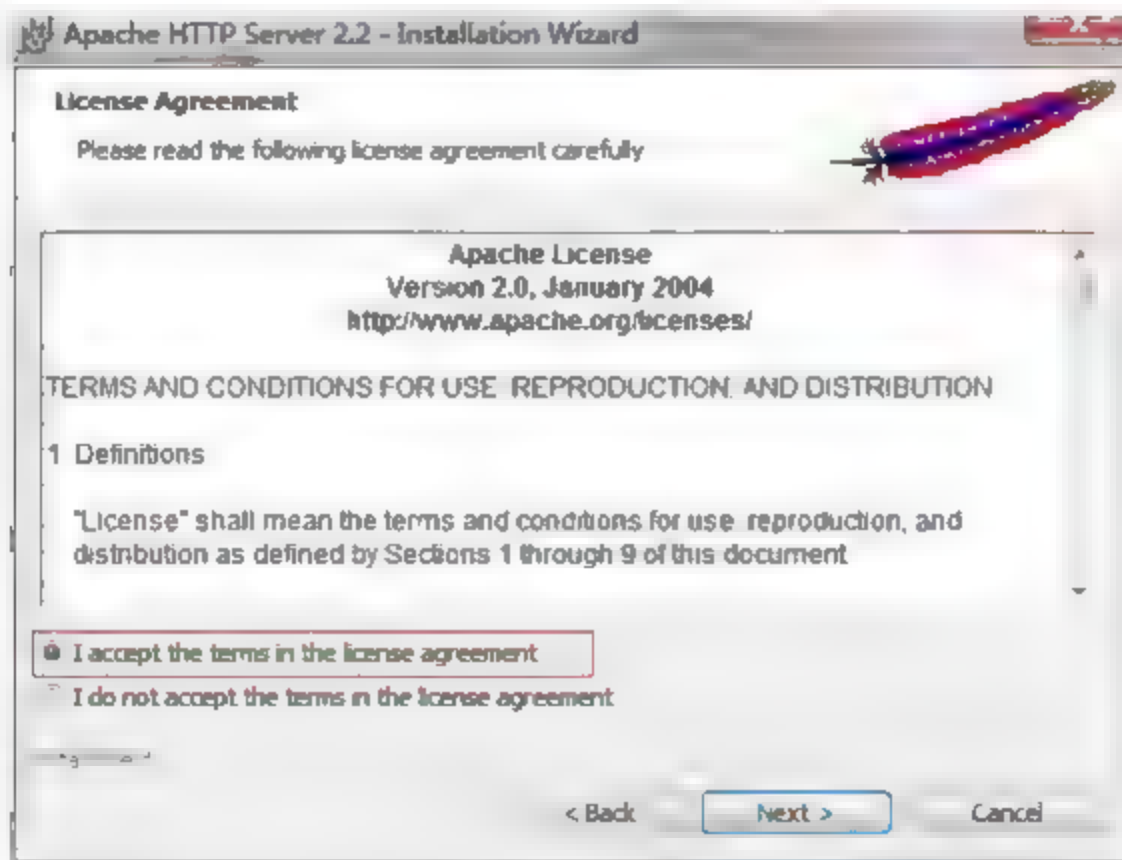 Apache HTTP Server 2.2 - Installation Wizard
License Agreement
Please read the following license agreement carefully
Apache License
Version 2.0, January 2004
http://www.apache.org/licenses/
TERMS AND CONDITIONS FOR USE REPRODUCTION AND DISTRIBUTION
1 Definitions
"License" shall mean the terms and conditions for use reproduction, and
distribution as defined by Sections 1 through 9 of this document
I accept the terms in the license agreement
I do not accept the terms in the license agreement
< Back Next > Cancel